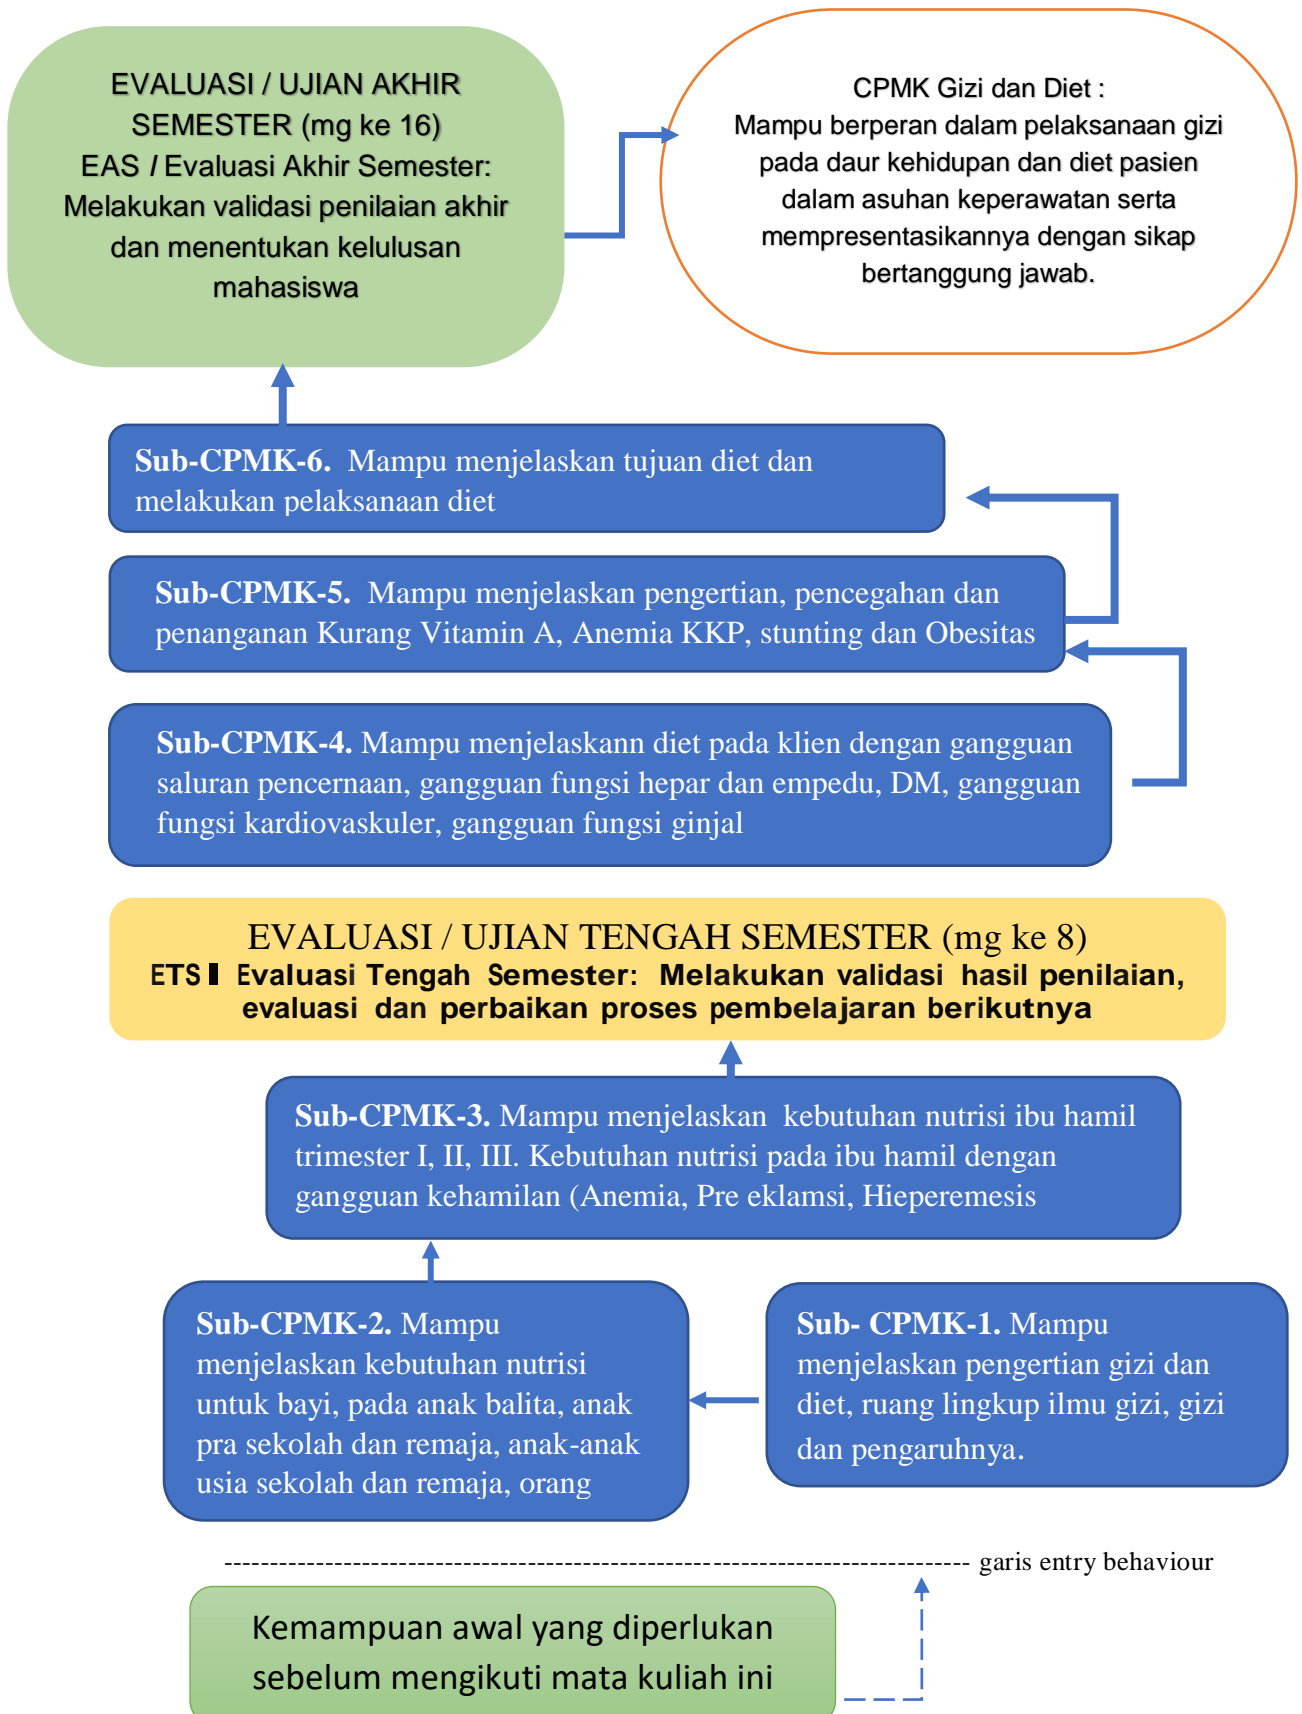 EVALUASI / UJIAN AKHIR
SEMESTER (mg ke 16)
EAS / Evaluasi Akhir Semester:
Melakukan validasi penilaian akhir
dan menentukan kelulusan
mahasiswa
CPMK Gizi dan Diet :
Mampu berperan dalam pelaksanaan gizi
pada daur kehidupan dan diet pasien
dalam asuhan keperawatan serta
mempresentasikannya dengan sikap
bertanggung jawab.
Sub-CPMK-6. Mampu menjelaskan tujuan diet dan
melakukan pelaksanaan diet
Sub-CPMK-5. Mampu menjelaskan pengertian, pencegahan dan
penanganan Kurang Vitamin A, Anemia KKP, stunting dan Obesitas
Sub-CPMK-4. Mampu menjelaskann diet pada klien dengan gangguan
saluran pencernaan, gangguan fungsi hepar dan empedu, DM, gangguan
fungsi kardiovaskuler, gangguan fungsi ginjal
EVALUASI / UJIAN TENGAH SEMESTER (mg ke 8)
ETS Evaluasi Tengah Semester: Melakukan validasi hasil penilaian,
evaluasi dan perbaikan proses pembelajaran berikutnya
Sub-CPMK-3. Mampu menjelaskan kebutuhan nutrisi ibu hamil
trimester I, II, III. Kebutuhan nutrisi pada ibu hamil dengan
gangguan kehamilan (Anemia, Pre eklamsi, Hieperemesis
Sub-CPMK-2. Mampu
menjelaskan kebutuhan nutrisi
untuk bayi, pada anak balita, anak
pra sekolah dan remaja, anak-anak
usia sekolah dan remaja, orang
Sub- CPMK-1. Mampu
menjelaskan pengertian gizi dan
diet, ruang lingkup ilmu gizi, gizi
dan pengaruhnya.
garis entry behaviour
Kemampuan awal yang diperlukan
sebelum mengikuti mata kuliah ini